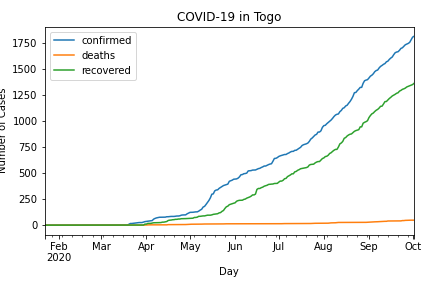 COVID-19 in Togo
confirmed
deaths
recovered
1750
1500
1250
1000
750
500
250
0
Number of Cases
Feb Mar Apr May Jun Jul Aug Sep Oct
2020
Day